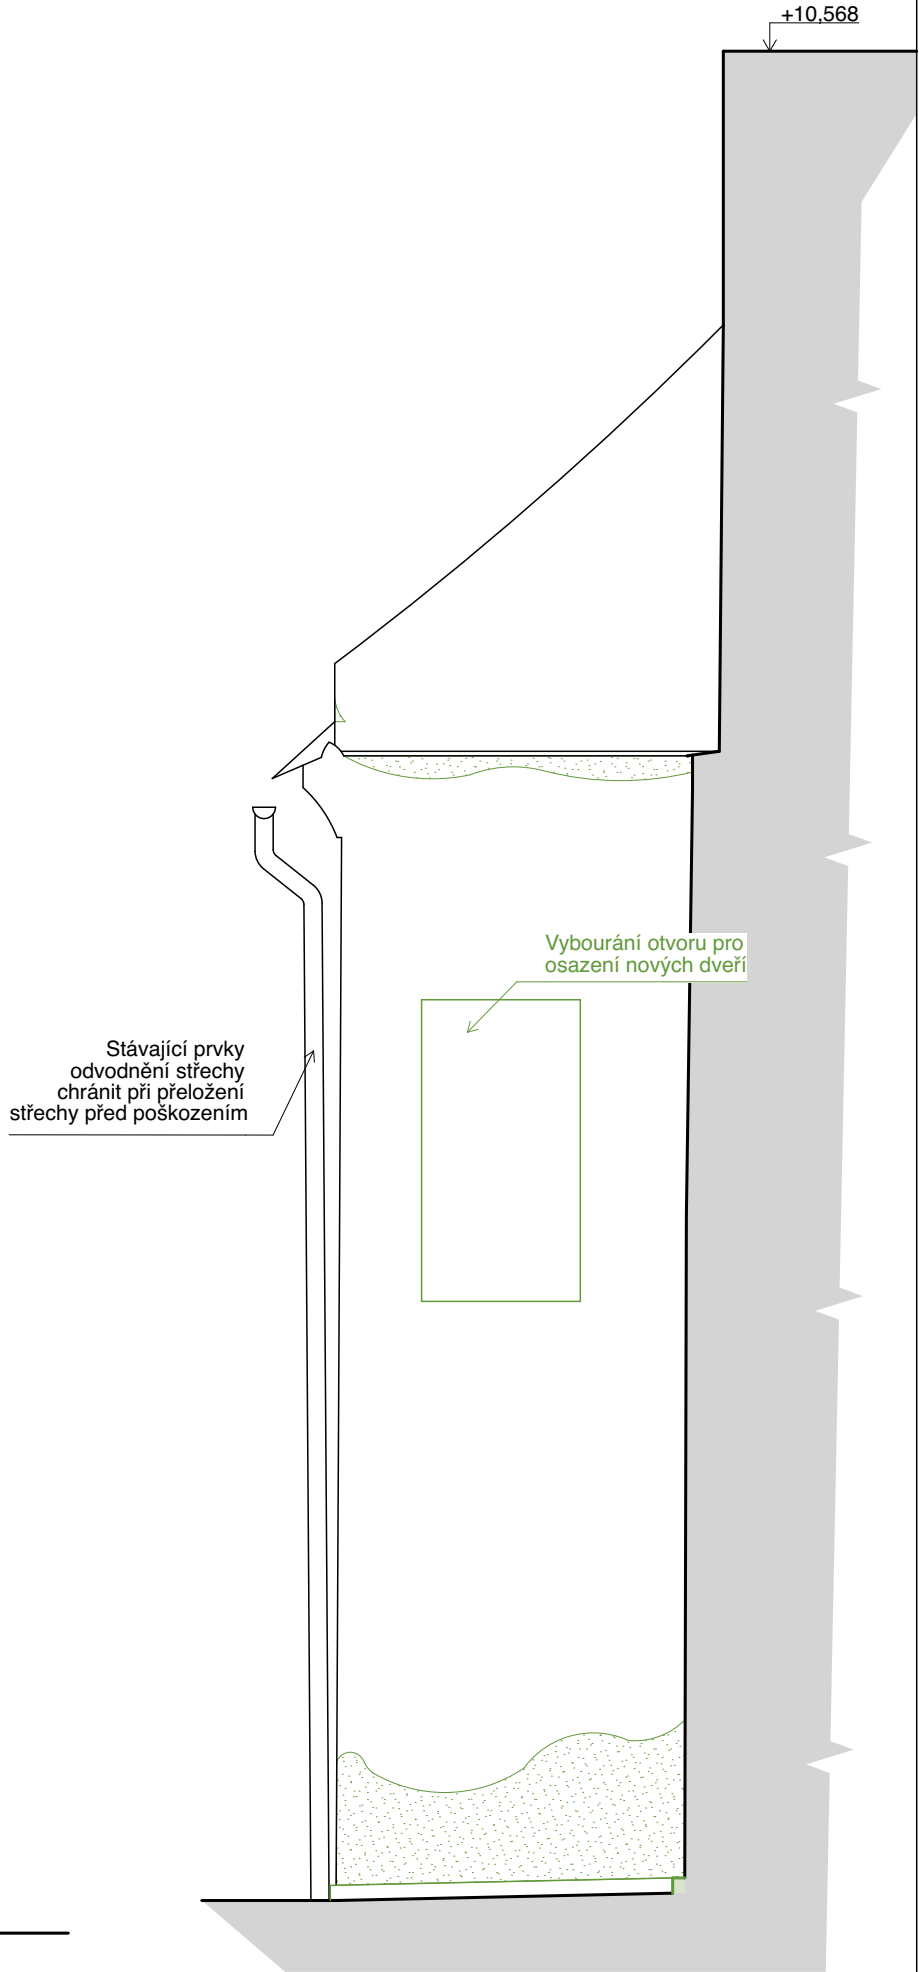 +10,568
Vybourání otvoru pro
osazení nových dveří
Stávající prvky
odvodnění střechy
chránit při přeložení
střechy před poškozením